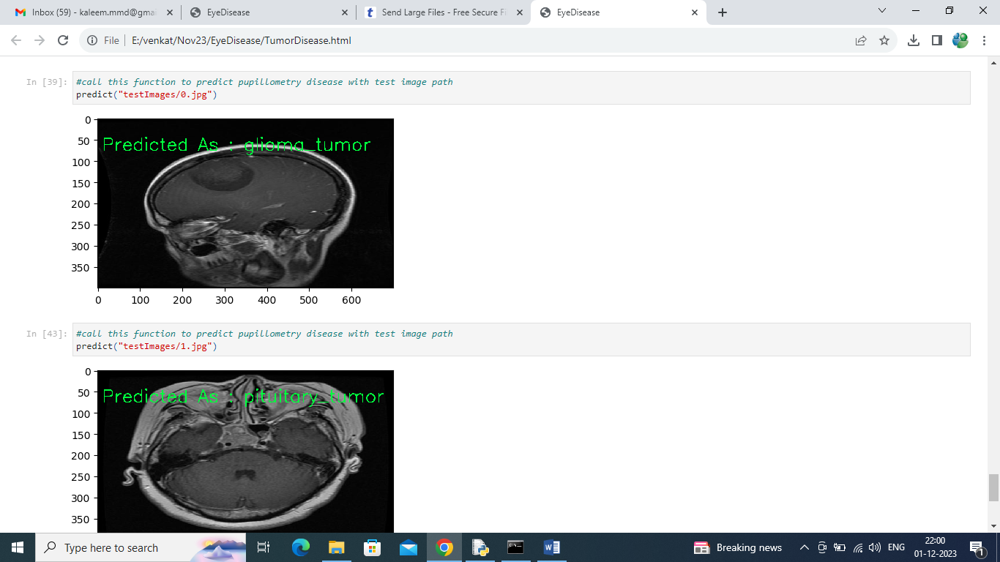 Inbox (59) - kaleem.mmd@gmai
EyeDisease
Send Large Files - Free Secure Fi
EyeDisease
File
E:/venkat/Nov23/EyeDisease/TumorDisease.html
In [39]:
#call this function to predict pupillometry disease with test image path
predict("testImages/0.jpg")
0
50
100
150
200
250
300
350
Predicted As : glioma_tumor
0 100 200 300 400 500 600
In [43]:
#call this function to predict pupillometry disease with test image path
predict("testImages/1.jpg")
0
50
100
150
200
250
300
350
Predicted As : pituitary_tumor
Type here to search
Breaking news
ENG
22:00
01-12-2023
1